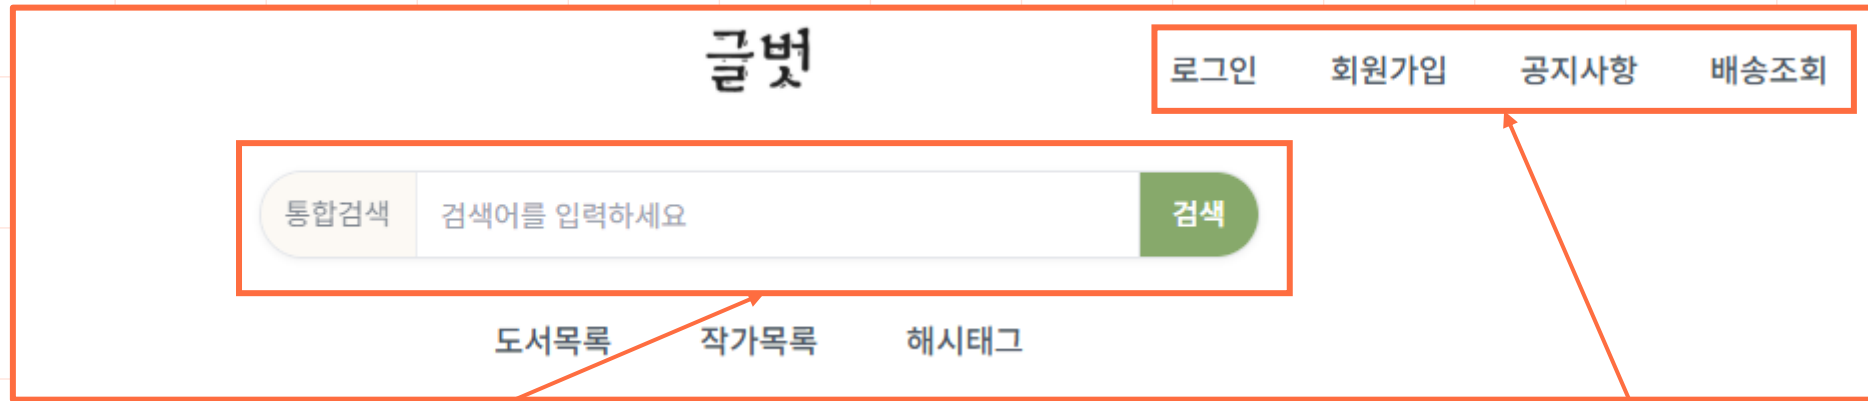 글벗
로그인 회원가입 공지사항 배송조회
통합검색 검색어를 입력하세요 검색
도서목록 작가목록 해시태그